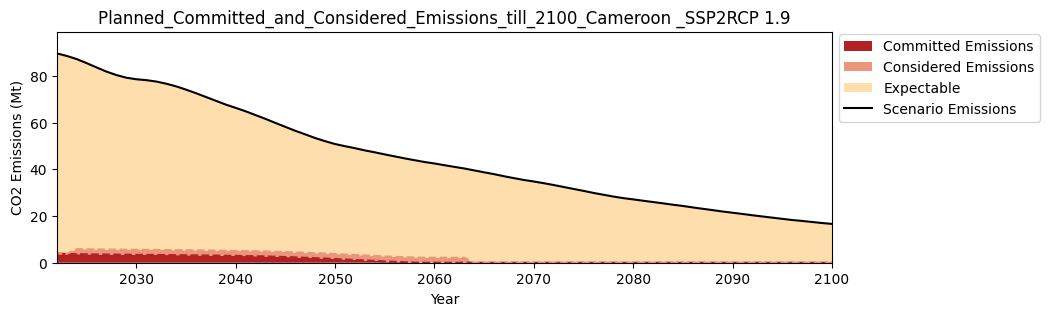 Planned_Committed_and_Considered_Emissions_till_2100_Cameroon _SSP2RCP 1.9
Committed Emissions
Considered Emissions
Expectable
Scenario Emissions
CO2 Emissions (Mt)
80
60
40
20
0
2030 2040 2050 2060 2070 2080 2090 2100
Year